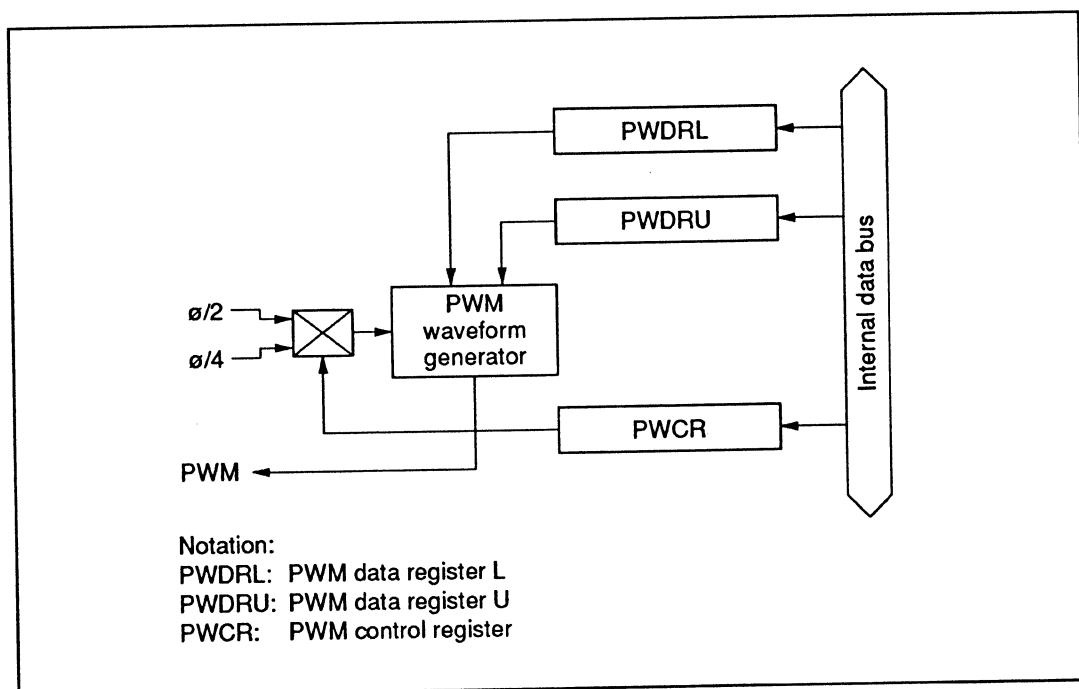 PWDRL
PWDRU
Internal data bus
ø/2
ø/4
PWM
waveform
generator
PWCR
PWM
Notation:
PWDRL: PWM data register L
PWDRU: PWM data register U
PWCR: PWM control register